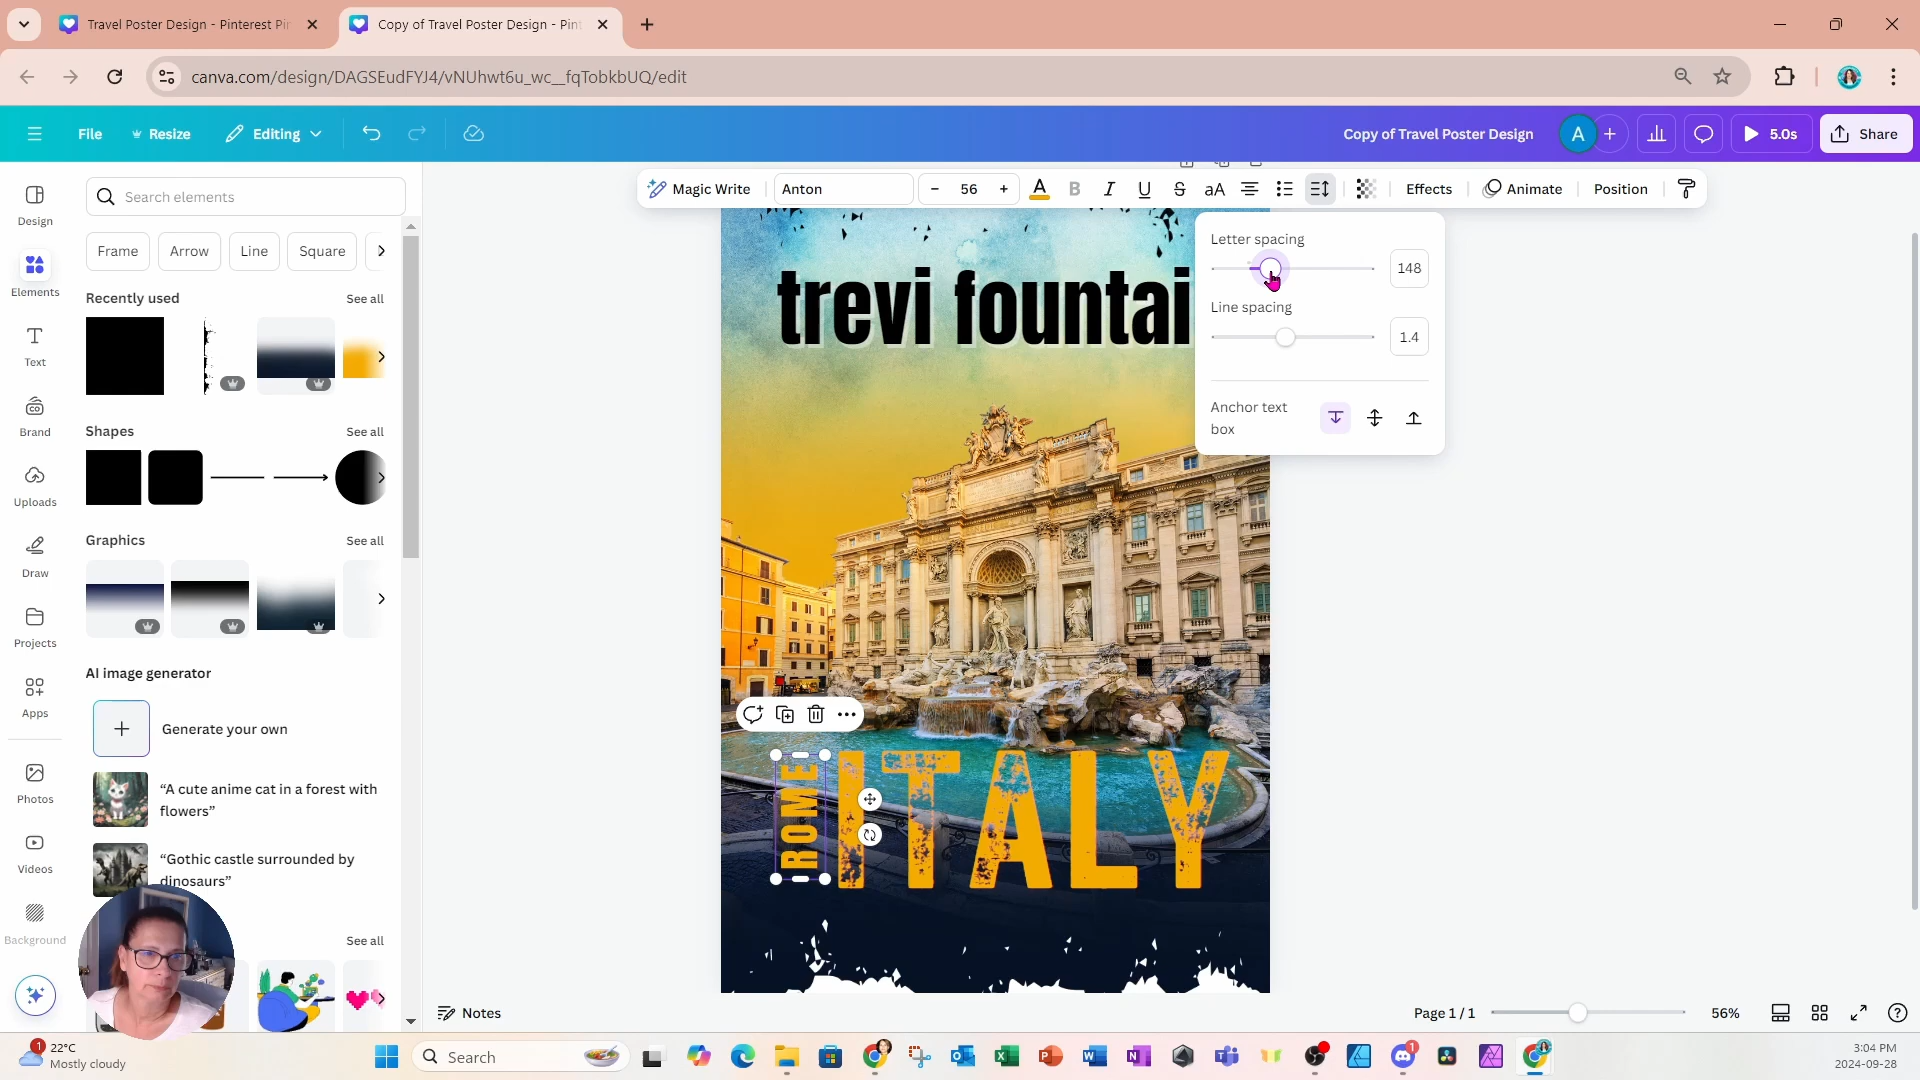 Travel Poster Design - Pinterest Pi
Copy of Travel Poster Design - Pin
canva.com/design/DAGSEudFYJ4/vNUhwt6u_wc__fqTobkbUQ/edit
File
Resize
Editing
Copy of Travel Poster Design
A
5.0s
Share
Design
Elements
Text
Brand
Uploads
Draw
Projects
Apps
Photos
Videos
Background
Search elements
Frame
Arrow
Line
Square
Recently used
See all
Shapes
See all
Graphics
See all
AI image generator
Generate your own
“A cute anime cat in a forest with
flowers”
“Gothic castle surrounded by
dinosaurs”
See all
Magic Write
Anton
56
A
B
I
U
S
aA
Effects
Animate
Position
Letter spacing
148
Line spacing
1.4
Anchor text
box
trevi fountai
ROME
ITALY
Notes
Page 1 / 1
56%
1
22°C
Mostly cloudy
Search
1
3:04 PM
2024-09-28